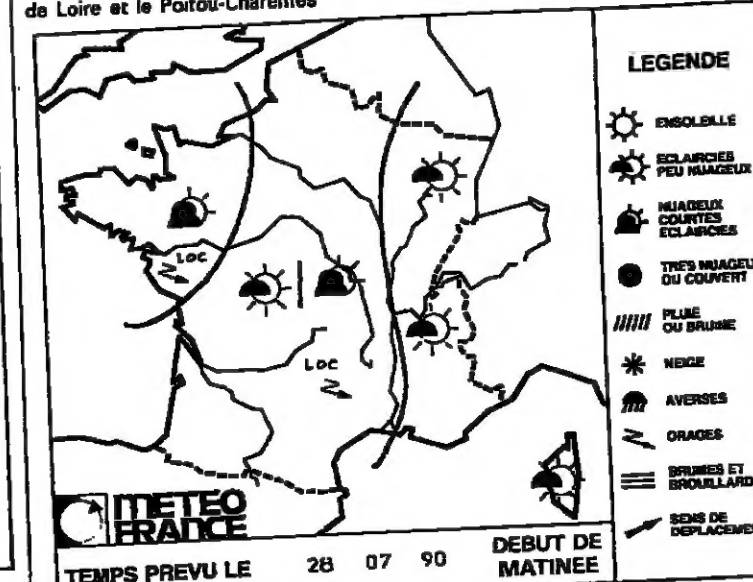 de Loire et le Poitou-Charentes
LEGENDE
ENSOLEILLE
ECLAIRCIES
PEU NUAGEUX
NUAGEUX
COURTES
ECLAIRCIES
TRES NUAGEUX
OU COUVERT
PLUIE
OU BRUINE
NEIGE
AVERSES
ORAGES
BRUMES ET
BROUILLARDS
SENS DE
DEPLACEMENT
LOC
LOC
METEO
FRANCE
TEMPS PREVU LE 28 07 90 DEBUT DE
MATINEE